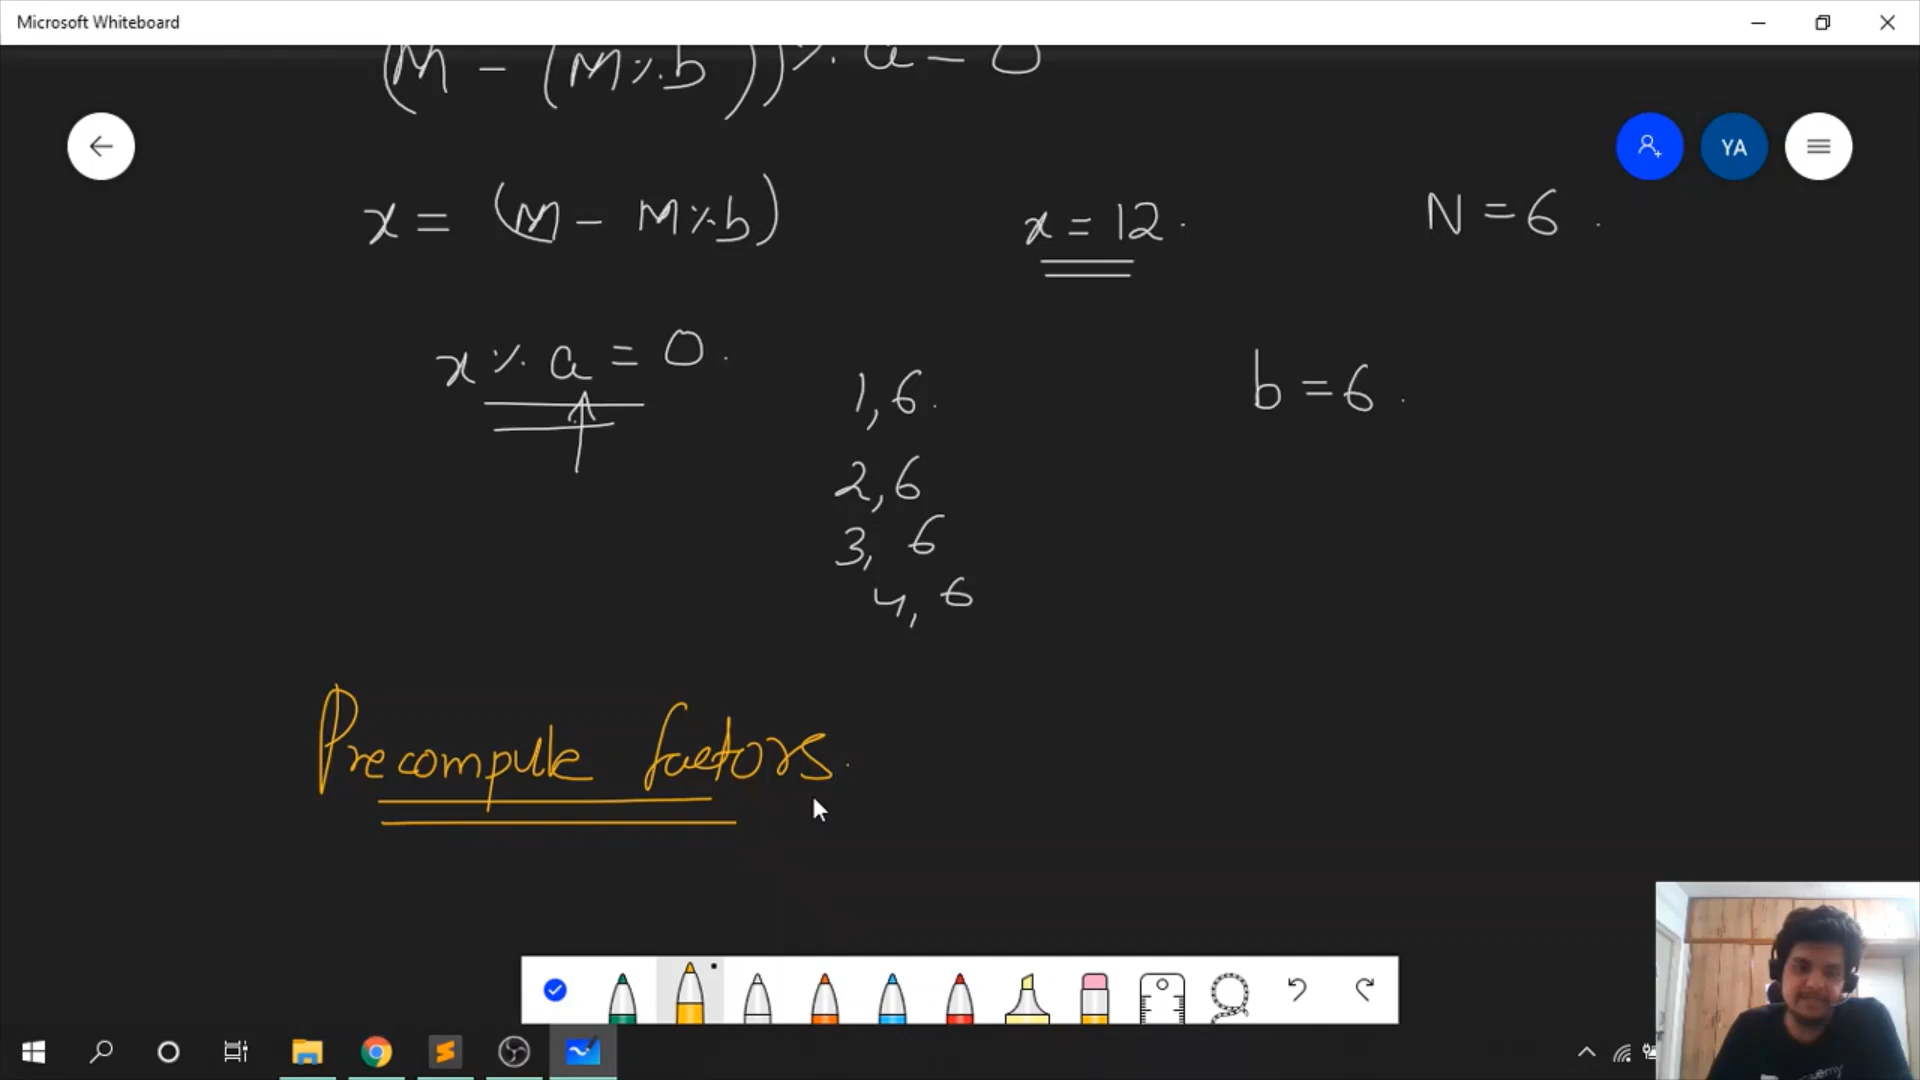 Microsoft Whiteboard
(M - (M%b))% a = 0
x = (M - M%b)
x = 12.
N = 6.
YA
x % a = 0.
1,6.
b = 6.
2,6
3, 6
4, 6
Precompute factors.